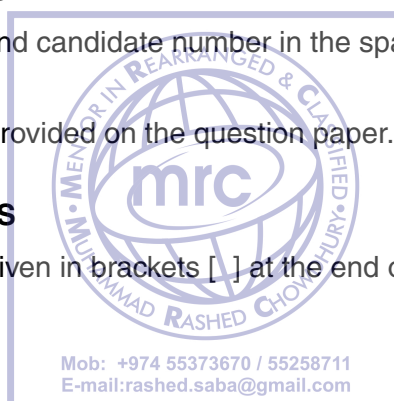 nd candidate number in the spa
REARRANGED & CLASSIFIED
MENTOR IN
rovided on the question paper.
mrc
S
iven in brackets [ ] at the end o
MUHAMMAD RASHED CHOWDHURY
Mob: +974 55373670 / 55258711
E-mail:rashed.saba@gmail.com